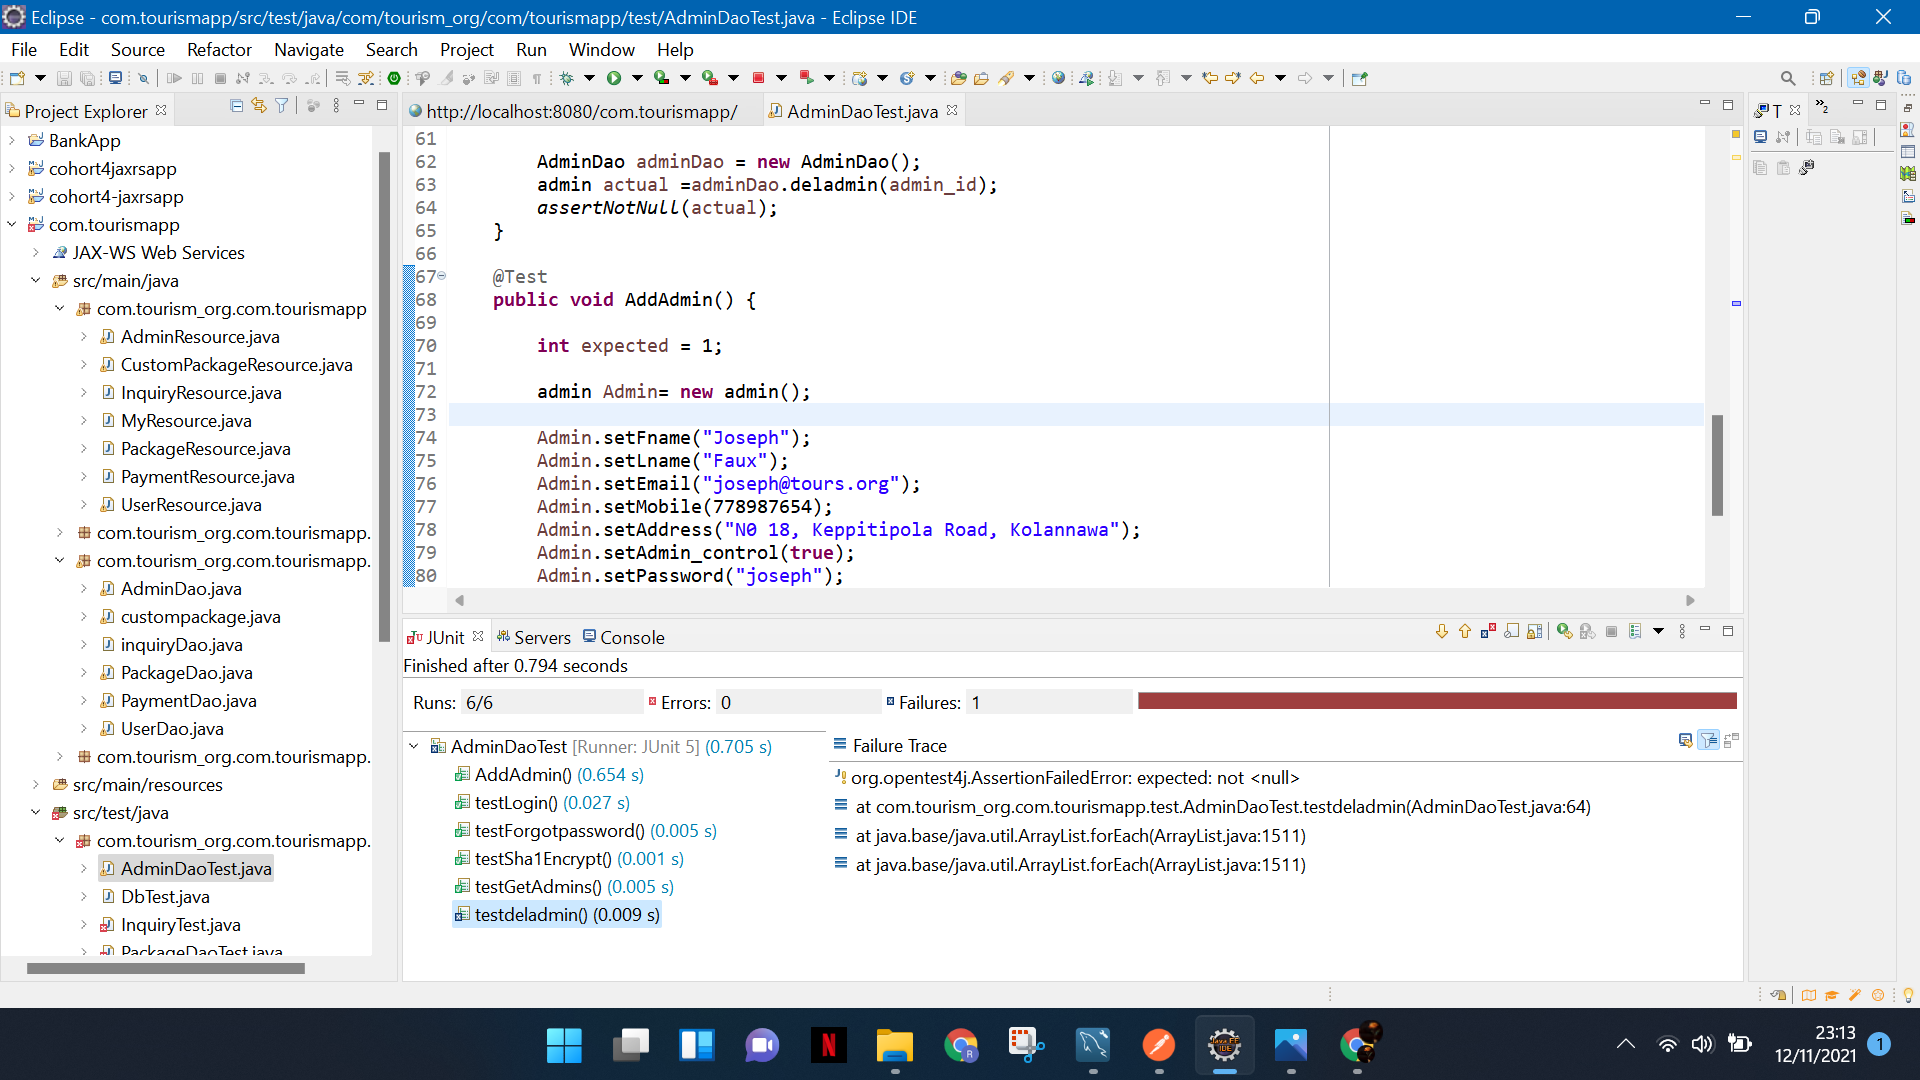 Eclipse - com.tourismapp/src/test/java/com/tourism_org/com/tourismapp/test/AdminDaoTest.java - Eclipse IDE
File Edit Source Refactor Navigate Search Project Run Window Help
Project Explorer
http://localhost:8080/com.tourismapp/
AdminDaoTest.java
T
»2
BankApp
cohort4jaxrsapp
cohort4-jaxrsapp
com.tourismapp
JAX-WS Web Services
src/main/java
com.tourism_org.com.tourismapp
AdminResource.java
CustomPackageResource.java
InquiryResource.java
MyResource.java
PackageResource.java
PaymentResource.java
UserResource.java
com.tourism_org.com.tourismapp.
com.tourism_org.com.tourismapp.
AdminDao.java
custompackage.java
inquiryDao.java
PackageDao.java
PaymentDao.java
UserDao.java
com.tourism_org.com.tourismapp.
src/main/resources
src/test/java
com.tourism_org.com.tourismapp.
AdminDaoTest.java
DbTest.java
InquiryTest.java
PackageDaoTest.java
61
62 AdminDao adminDao = new AdminDao();
63 admin actual =adminDao.deladmin(admin_id);
64 assertNotNull(actual);
65 }
66
67 @Test
68 public void AddAdmin() {
69
70 int expected = 1;
71
72 admin Admin= new admin();
73
74 Admin.setFname("Joseph");
75 Admin.setLname("Faux");
76 Admin.setEmail("joseph@tours.org");
77 Admin.setMobile(778987654);
78 Admin.setAddress("N0 18, Keppitipola Road, Kolannawa");
79 Admin.setAdmin_control(true);
80 Admin.setPassword("joseph");
JUnit Servers Console
Finished after 0.794 seconds
Runs: 6/6 Errors: 0 Failures: 1
AdminDaoTest [Runner: JUnit 5] (0.705 s)
AddAdmin() (0.654 s)
testLogin() (0.027 s)
testForgotpassword() (0.005 s)
testSha1Encrypt() (0.001 s)
testGetAdmins() (0.005 s)
testdeladmin() (0.009 s)
Failure Trace
org.opentest4j.AssertionFailedError: expected: not <null>
at com.tourism_org.com.tourismapp.test.AdminDaoTest.testdeladmin(AdminDaoTest.java:64)
at java.base/java.util.ArrayList.forEach(ArrayList.java:1511)
at java.base/java.util.ArrayList.forEach(ArrayList.java:1511)
N
R
Java EE
IDE
23:13
12/11/2021
1